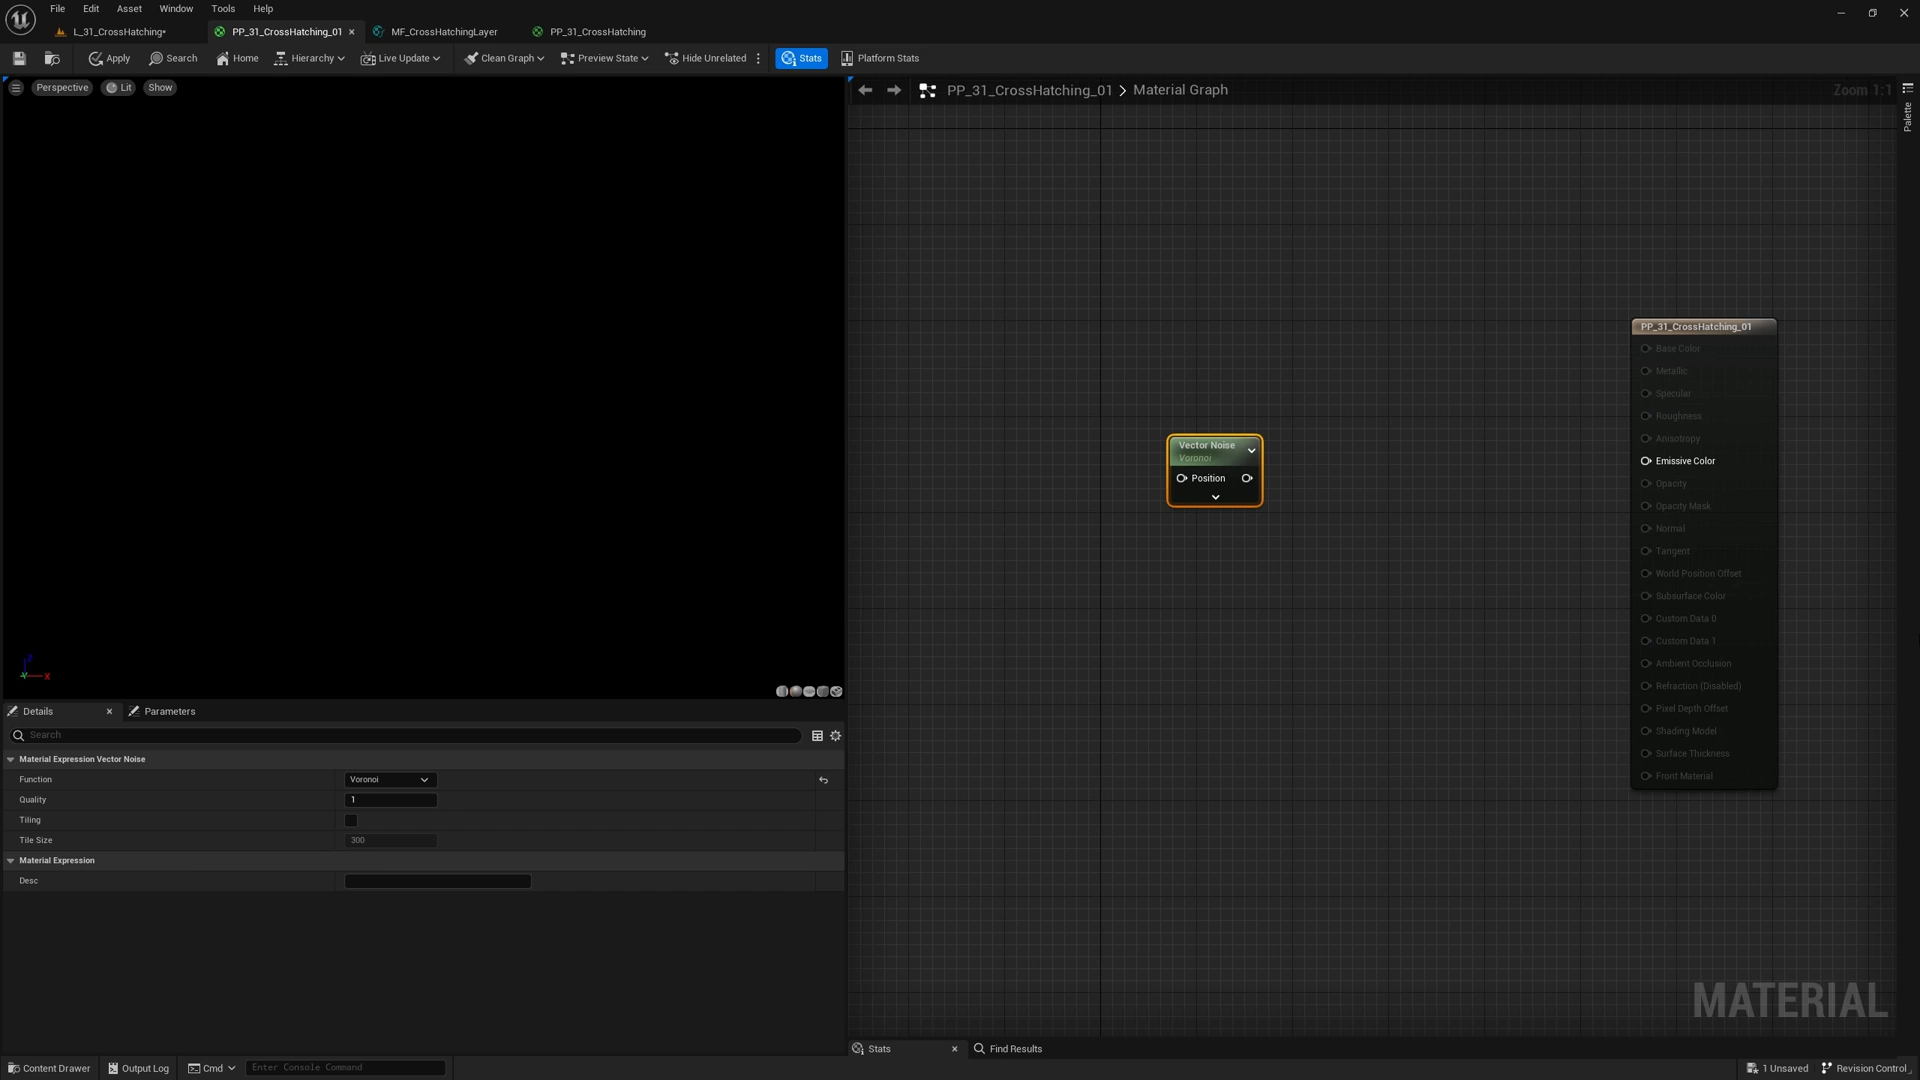 File Edit Asset Window Tools Help
L_31_CrossHatching* PP_31_CrossHatching_01 MF_CrossHatchingLayer PP_31_CrossHatching
Apply Search Home Hierarchy Live Update Clean Graph Preview State Hide Unrelated Stats Platform Stats
Perspective Lit Show
PP_31_CrossHatching_01 > Material Graph
Zoom 1:1
Palette
Vector Noise
Voronoi
Position
PP_31_CrossHatching_01
Base Color
Metallic
Specular
Roughness
Anisotropy
Emissive Color
Opacity
Opacity Mask
Normal
Tangent
World Position Offset
Subsurface Color
Custom Data 0
Custom Data 1
Ambient Occlusion
Refraction (Disabled)
Pixel Depth Offset
Shading Model
Surface Thickness
Front Material
MATERIAL
Z
Y X
Details Parameters
Search
Material Expression Vector Noise
Function Voronoi
Quality 1
Tiling
Tile Size 300
Material Expression
Desc
Stats Find Results
Content Drawer Output Log Cmd Enter Console Command 1 Unsaved Revision Control